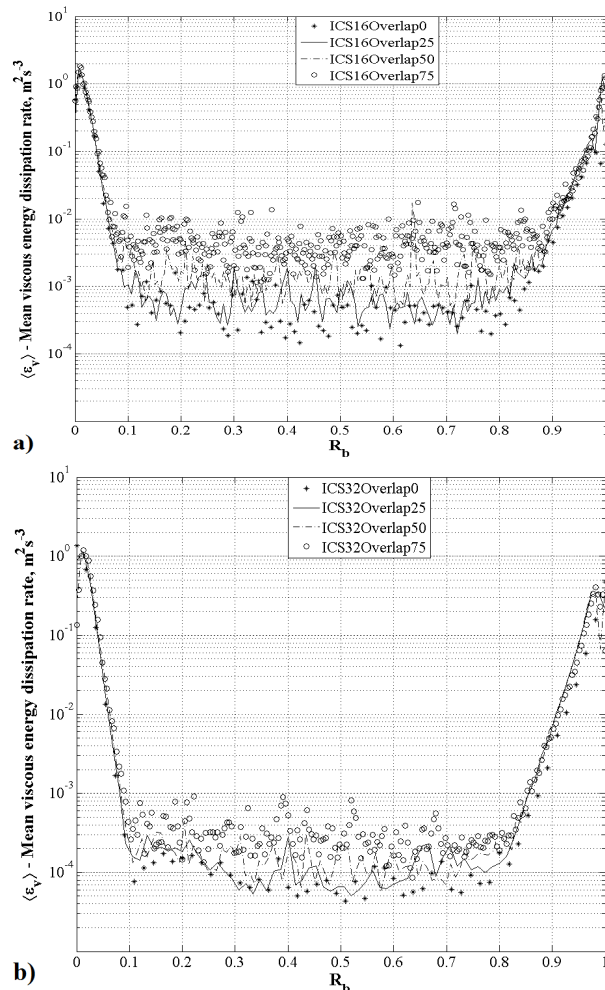 10^1
10^0
10^-1
10^-2
10^-3
10^-4
⟨ε_v⟩ - Mean viscous energy dissipation rate, m^2s^-3
ICS16Overlap0
ICS16Overlap25
ICS16Overlap50
ICS16Overlap75
0 0.1 0.2 0.3 0.4 0.5 0.6 0.7 0.8 0.9 1
R_b
a)
10^1
10^0
10^-1
10^-2
10^-3
10^-4
⟨ε_v⟩ - Mean viscous energy dissipation rate, m^2s^-3
ICS32Overlap0
ICS32Overlap25
ICS32Overlap50
ICS32Overlap75
0 0.1 0.2 0.3 0.4 0.5 0.6 0.7 0.8 0.9 1
R_b
b)